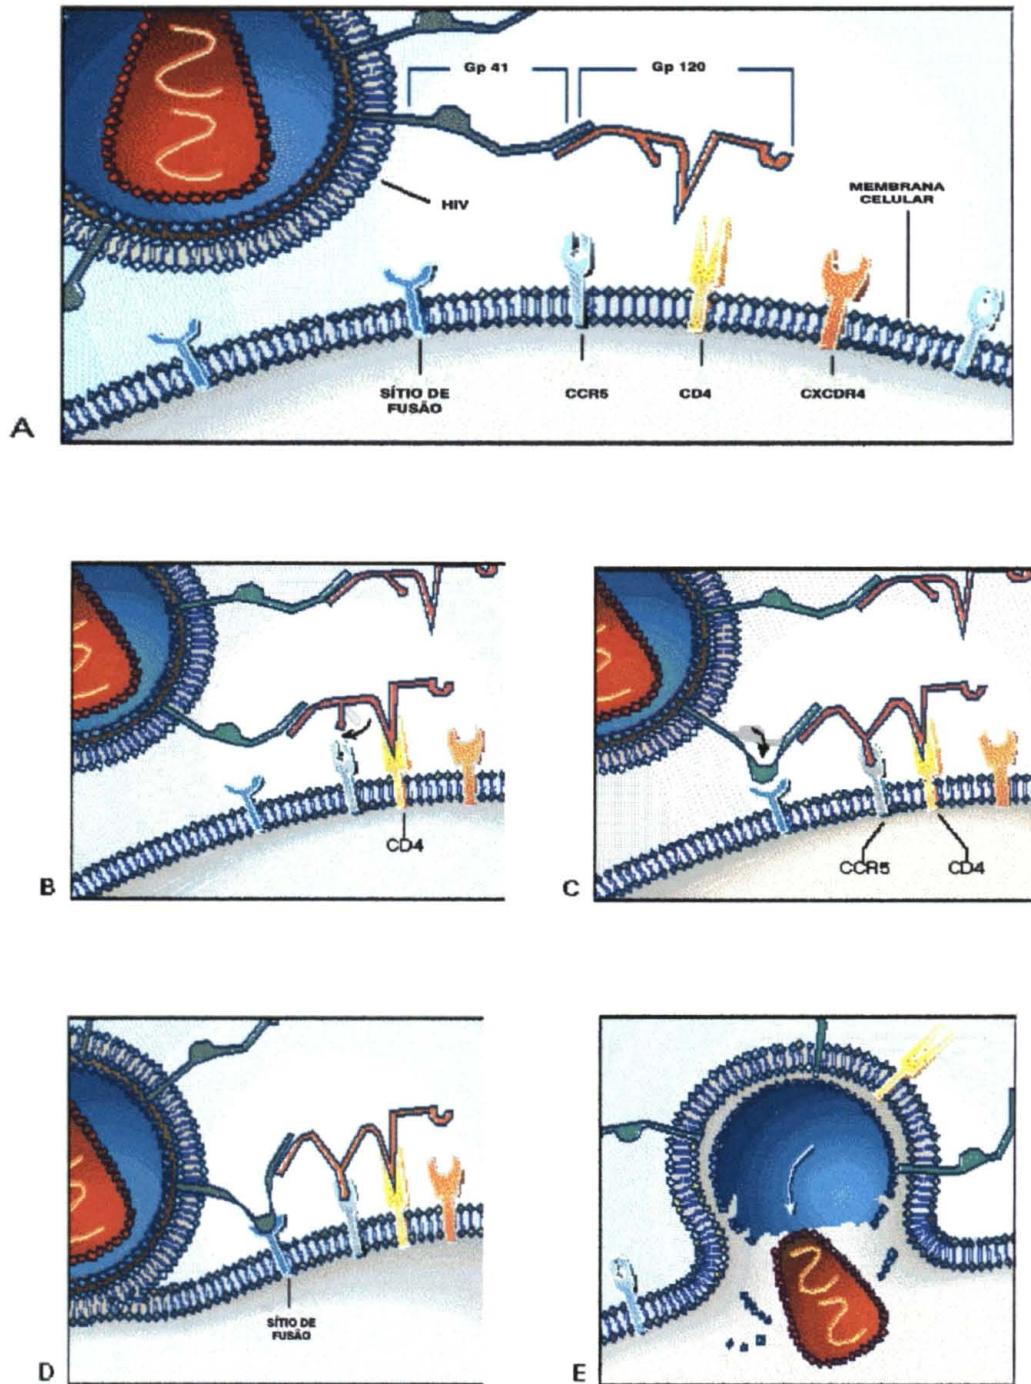 Gp 41
Gp 120
HIV
MEMBRANA
CELULAR
SÍTIO DE
FUSÃO
CCR5
CD4
CXCDR4
A
CD4
B
CCR5
CD4
C
SÍTIO DE
FUSÃO
D
E